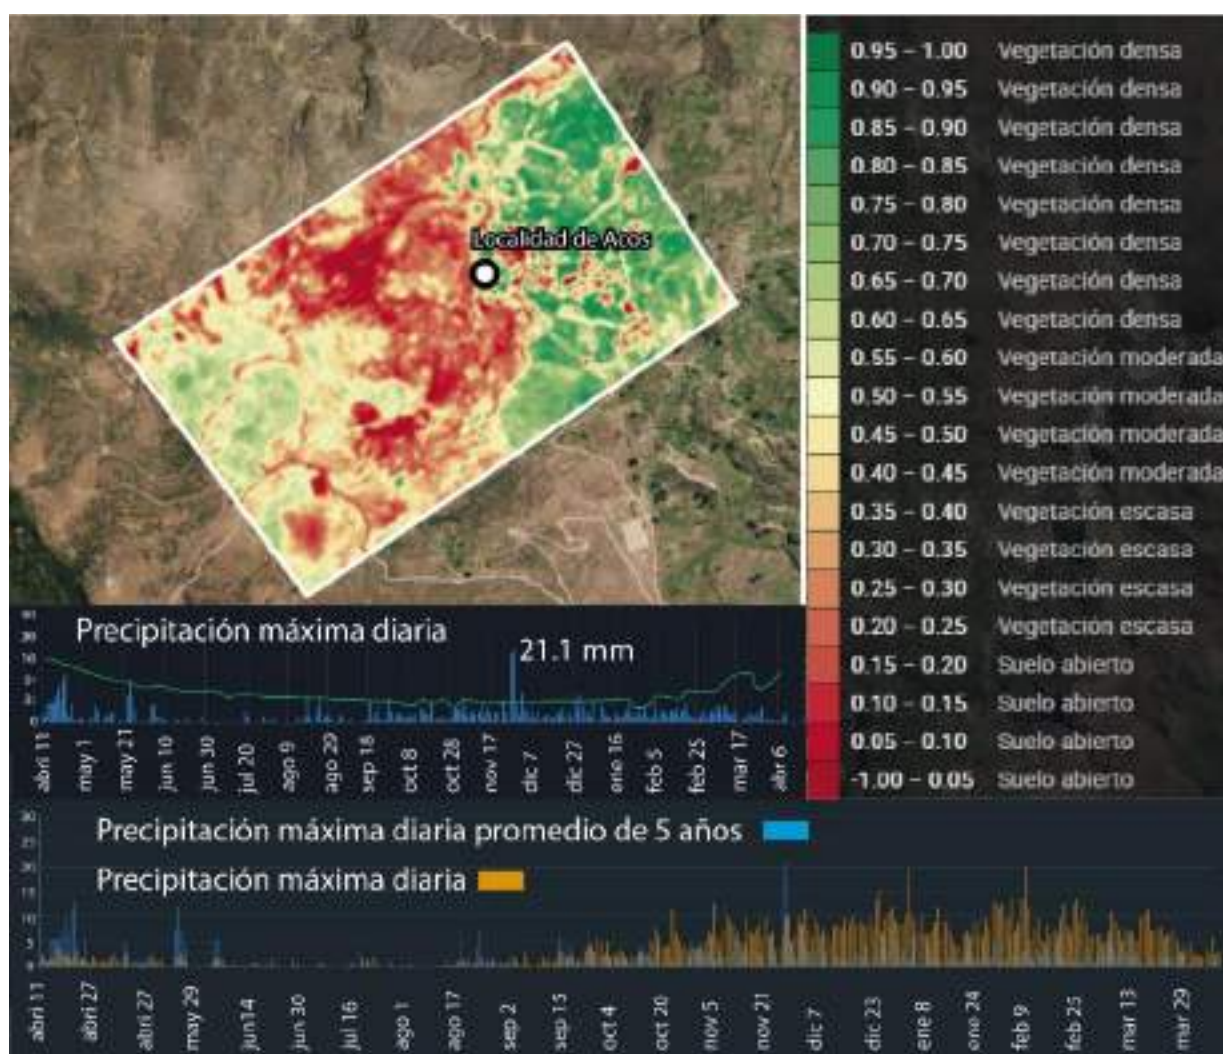 Localidad de Acos
0.95 – 1.00 Vegetación densa
0.90 – 0.95 Vegetación densa
0.85 – 0.90 Vegetación densa
0.80 – 0.85 Vegetación densa
0.75 – 0.80 Vegetación densa
0.70 – 0.75 Vegetación densa
0.65 – 0.70 Vegetación densa
0.60 – 0.65 Vegetación densa
0.55 – 0.60 Vegetación moderada
0.50 – 0.55 Vegetación moderada
0.45 – 0.50 Vegetación moderada
0.40 – 0.45 Vegetación moderada
0.35 – 0.40 Vegetación escasa
0.30 – 0.35 Vegetación escasa
0.25 – 0.30 Vegetación escasa
0.20 – 0.25 Vegetación escasa
0.15 – 0.20 Suelo abierto
0.10 – 0.15 Suelo abierto
0.05 – 0.10 Suelo abierto
-1.00 – 0.05 Suelo abierto
Precipitación máxima diaria
21.1 mm
abril 11 may 1 may 21 jun 10 jun 30 jul 20 ago 9 ago 29 sep 18 oct 8 oct 28 nov 17 dic 7 dic 27 ene 16 feb 5 feb 25 mar 17 abr 6
Precipitación máxima diaria promedio de 5 años
Precipitación máxima diaria
abril 11 abril 27 abril 27 may 29 jun14 jun 30 jul 16 ago 1 ago 17 sep 2 sep 15 oct 4 oct 20 nov 5 nov 21 dic 7 dic 23 ene 8 ene 24 feb 9 feb 25 mar 13 mar 29